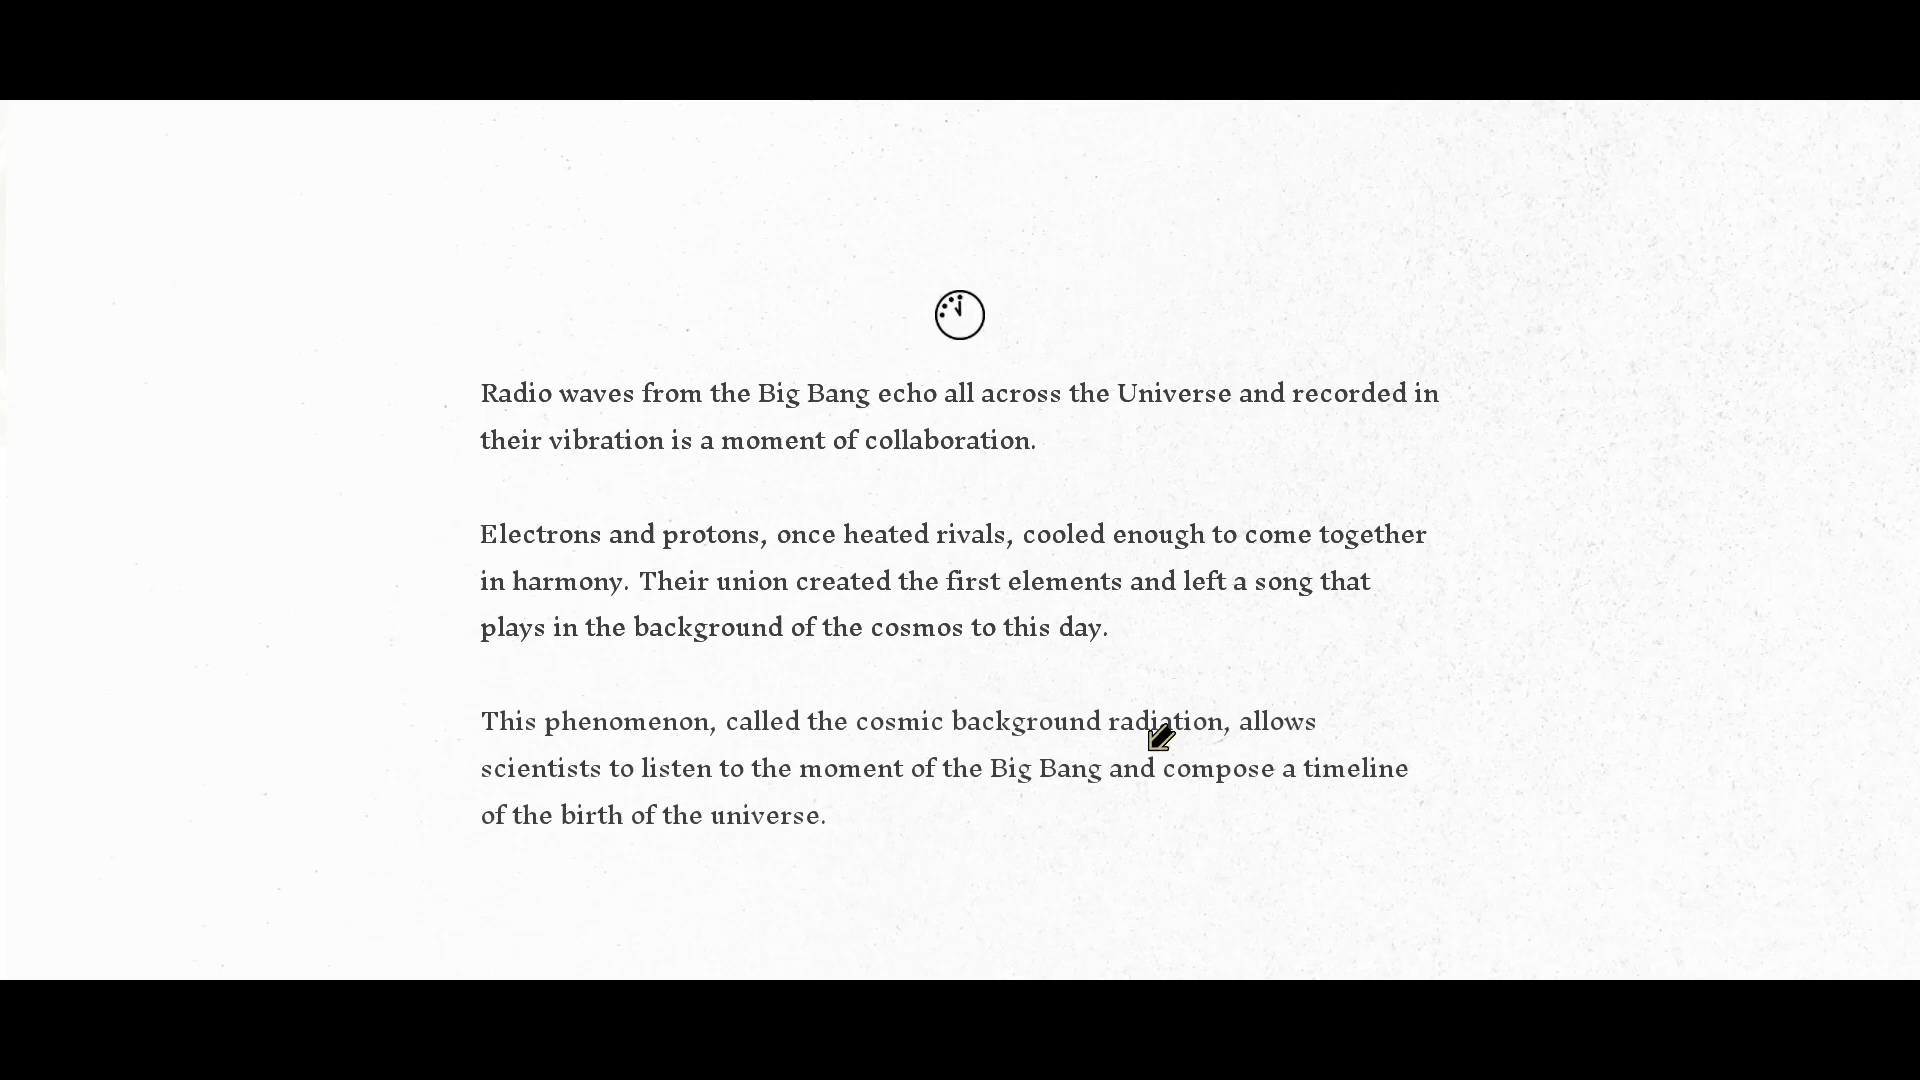 Radio waves from the Big Bang echo all across the Universe and recorded in
their vibration is a moment of collaboration.
Electrons and protons, once heated rivals, cooled enough to come together
in harmony. Their union created the first elements and left a song that
plays in the background of the cosmos to this day.
This phenomenon, called the cosmic background radiation, allows
scientists to listen to the moment of the Big Bang and compose a timeline
of the birth of the universe.